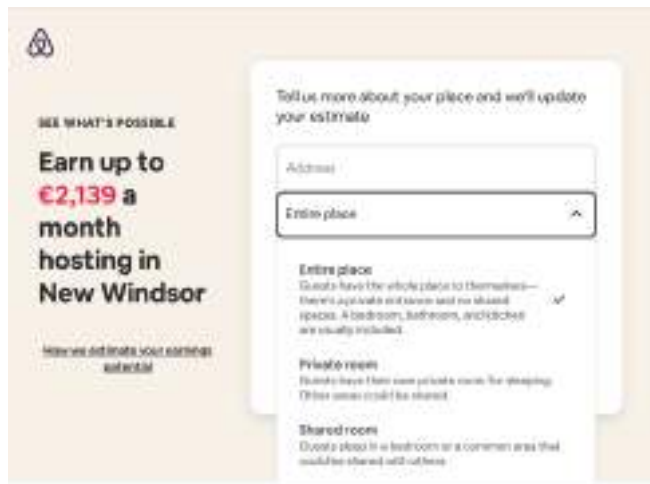 SEE WHAT'S POSSIBLE
Earn up to
€2,139 a
month
hosting in
New Windsor
How we estimate your earnings
potential
Tell us more about your place and we'll update
your estimate
Address
Entire place
Entire place
Guests have the whole place to themselves—
there's a private entrance and no shared
spaces. A bedroom, bathroom, and kitchen
are usually included.
Private room
Guests have their own private room for sleeping.
Other areas could be shared.
Shared room
Guests sleep in a bedroom or a common area that
could be shared with others.